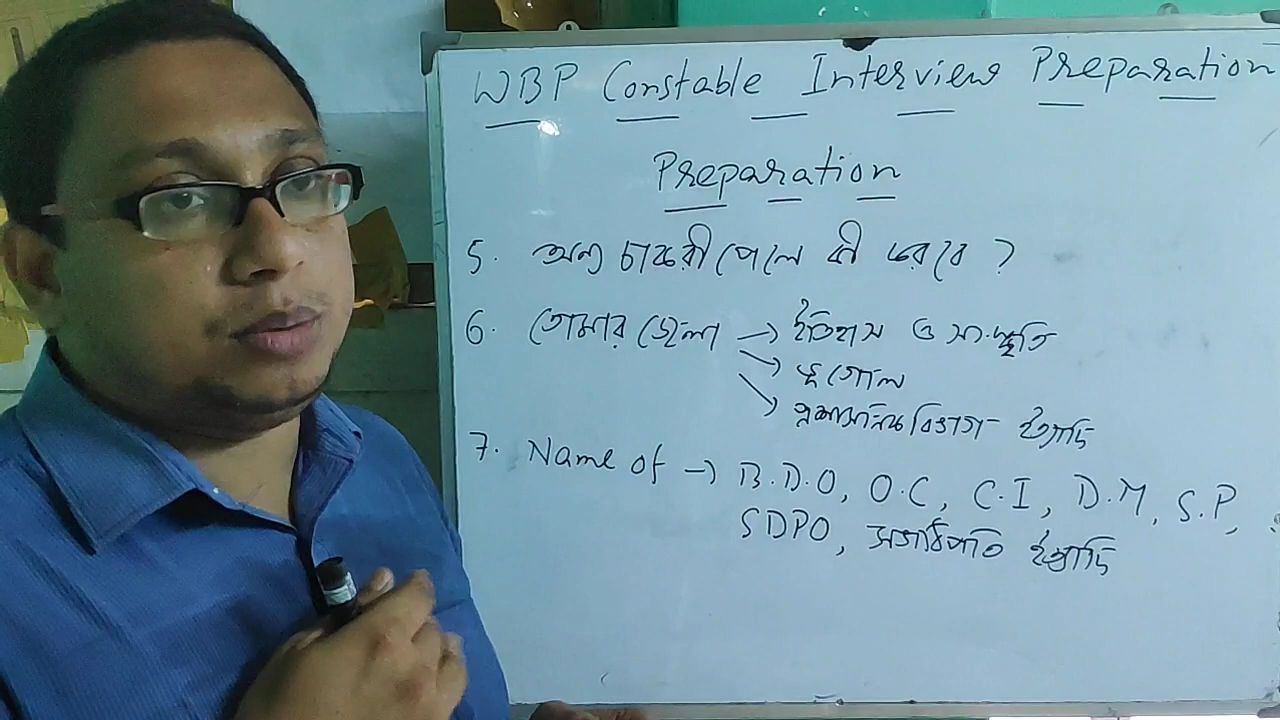 WBP Constable Interview Preparation
Preparation
5. অন্য চাকরী পেলে কী করবে ?
6. তোমার জেলা → ইতিহাস ও সংস্কৃতি
→ ভূগোল
→ প্রশাসনিক বিভাগ ইত্যাদি
7. Name of → B.D.O, O.C, C.I, D.M, S.P,
SDPO, সভাধিপতি ইত্যাদি